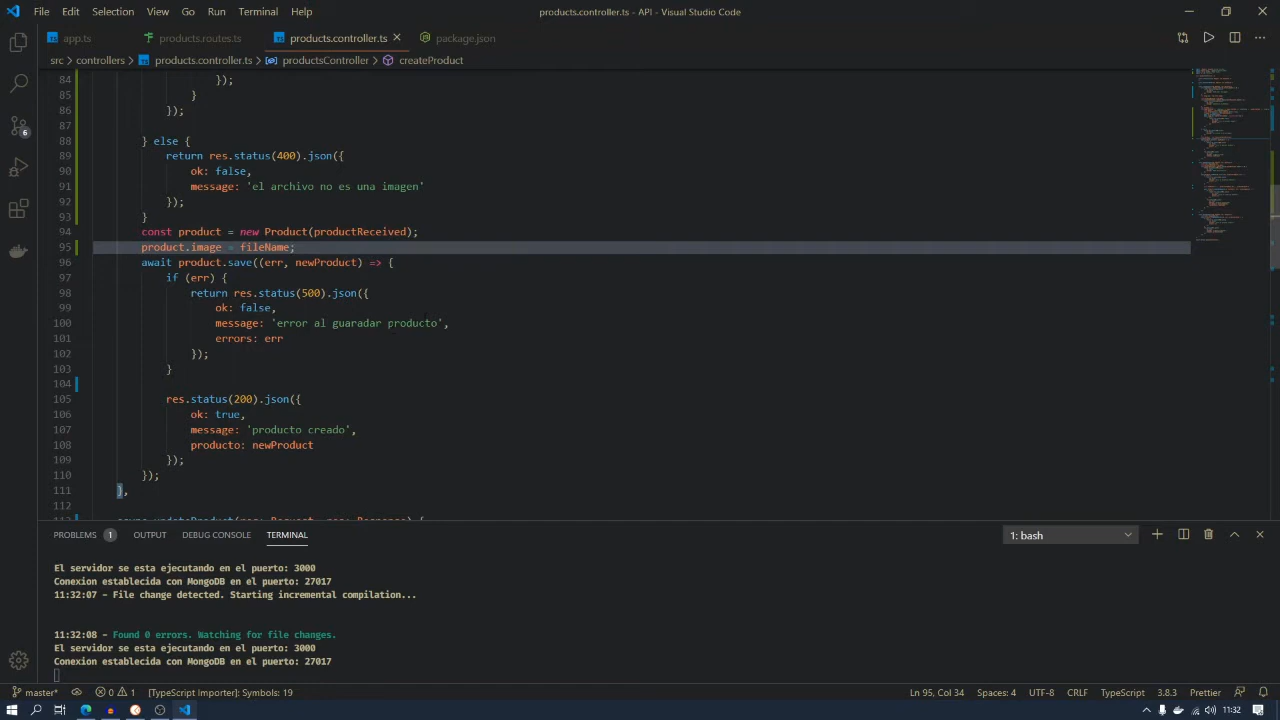 File Edit Selection View Go Run Terminal Help products.controller.ts - API - Visual Studio Code
app.ts products.routes.ts products.controller.ts package.json
src > controllers > products.controller.ts > productsController > createProduct
84 });
85 }
86 });
87
88 } else {
89 return res.status(400).json({
90 ok: false,
91 message: 'el archivo no es una imagen'
92 });
93 }
94 const product = new Product(productReceived);
95 product.image = fileName;
96 await product.save((err, newProduct) => {
97 if (err) {
98 return res.status(500).json({
99 ok: false,
100 message: 'error al guaradar producto',
101 errors: err
102 });
103 }
104
105 res.status(200).json({
106 ok: true,
107 message: 'producto creado',
108 producto: newProduct
109 });
110 });
111 },
112
PROBLEMS 1 OUTPUT DEBUG CONSOLE TERMINAL 1: bash
El servidor se esta ejecutando en el puerto: 3000
Conexion establecida con MongoDB en el puerto: 27017
11:32:07 - File change detected. Starting incremental compilation...
11:32:08 - Found 0 errors. Watching for file changes.
El servidor se esta ejecutando en el puerto: 3000
Conexion establecida con MongoDB en el puerto: 27017
6
master* 0 1 [TypeScript Importer]: Symbols: 19 Ln 95, Col 34 Spaces: 4 UTF-8 CRLF TypeScript 3.8.3 Prettier
11:32